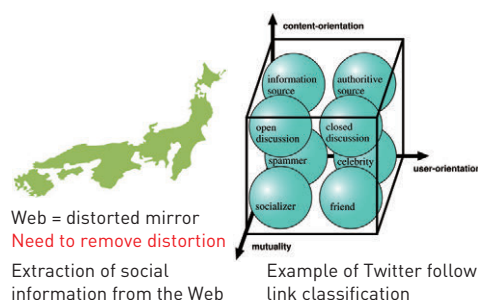 content-orientation
information
source
authoritive
source
open
discussion
closed
discussion
spammer
celebrity
user-orientation
socializer
friend
mutuality
Web = distorted mirror
Need to remove distortion
Extraction of social
information from the Web
Example of Twitter follow
link classification